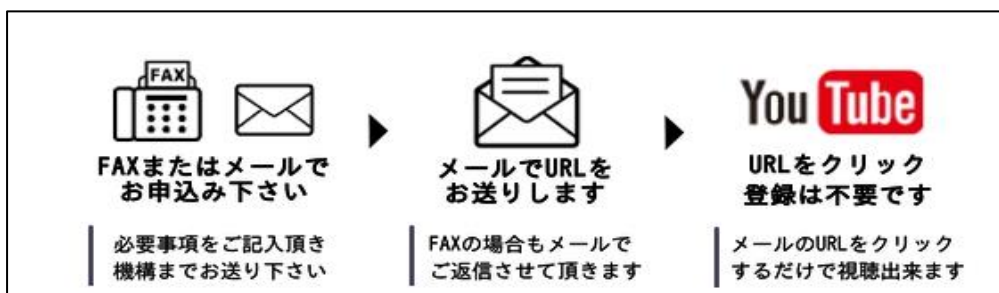 FAX
FAXまたはメールで
お申込み下さい
必要事項をご記入頂き
機構までお送り下さい
メールでURLを
お送りします
FAXの場合もメールで
ご返信させて頂きます
YouTube
URLをクリック
登録は不要です
メールのURLをクリック
するだけで視聴出来ます